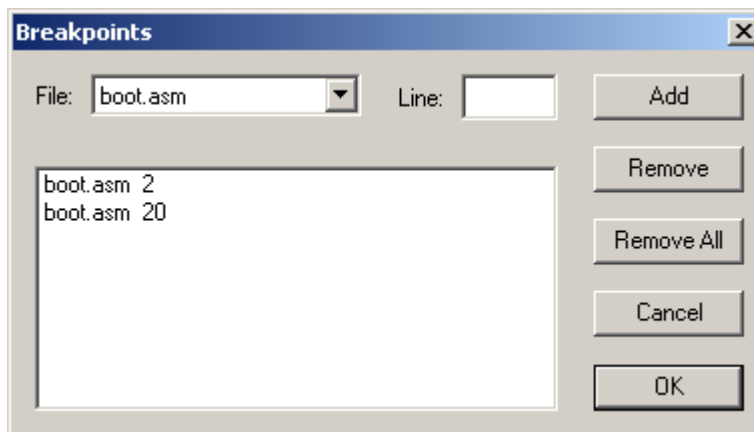 Breakpoints
File: boot.asm Line: Add
boot.asm 2
boot.asm 20
Remove
Remove All
Cancel
OK